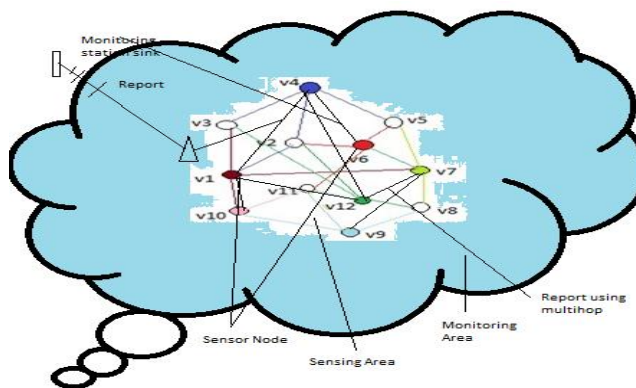 Monitoring
station sink
Report
v4
v3
v5
v2
v6
v1
v7
v11
v12
v10
v8
v9
Report using
multihop
Monitoring
Area
Sensor Node
Sensing Area